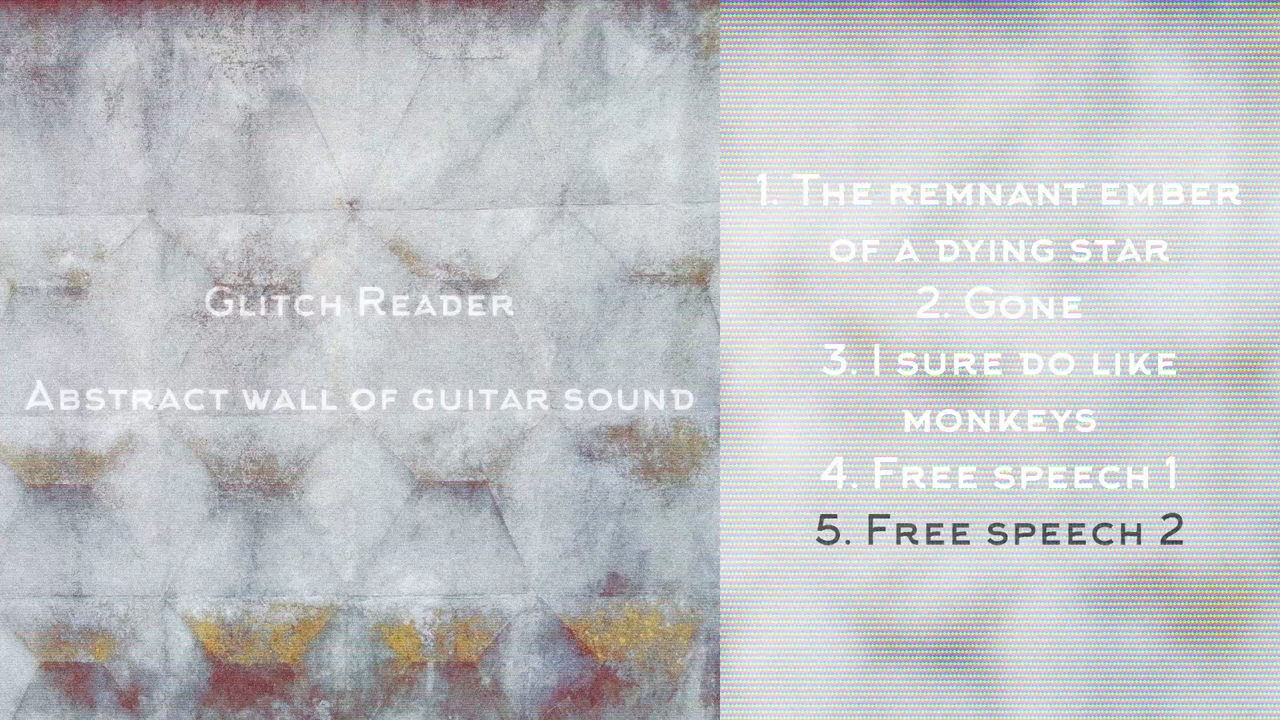 Glitch Reader
Abstract wall of guitar sound
1. The remnant ember
of a dying star
2. Gone
3. I sure do like
monkeys
4. Free speech 1
5. Free speech 2